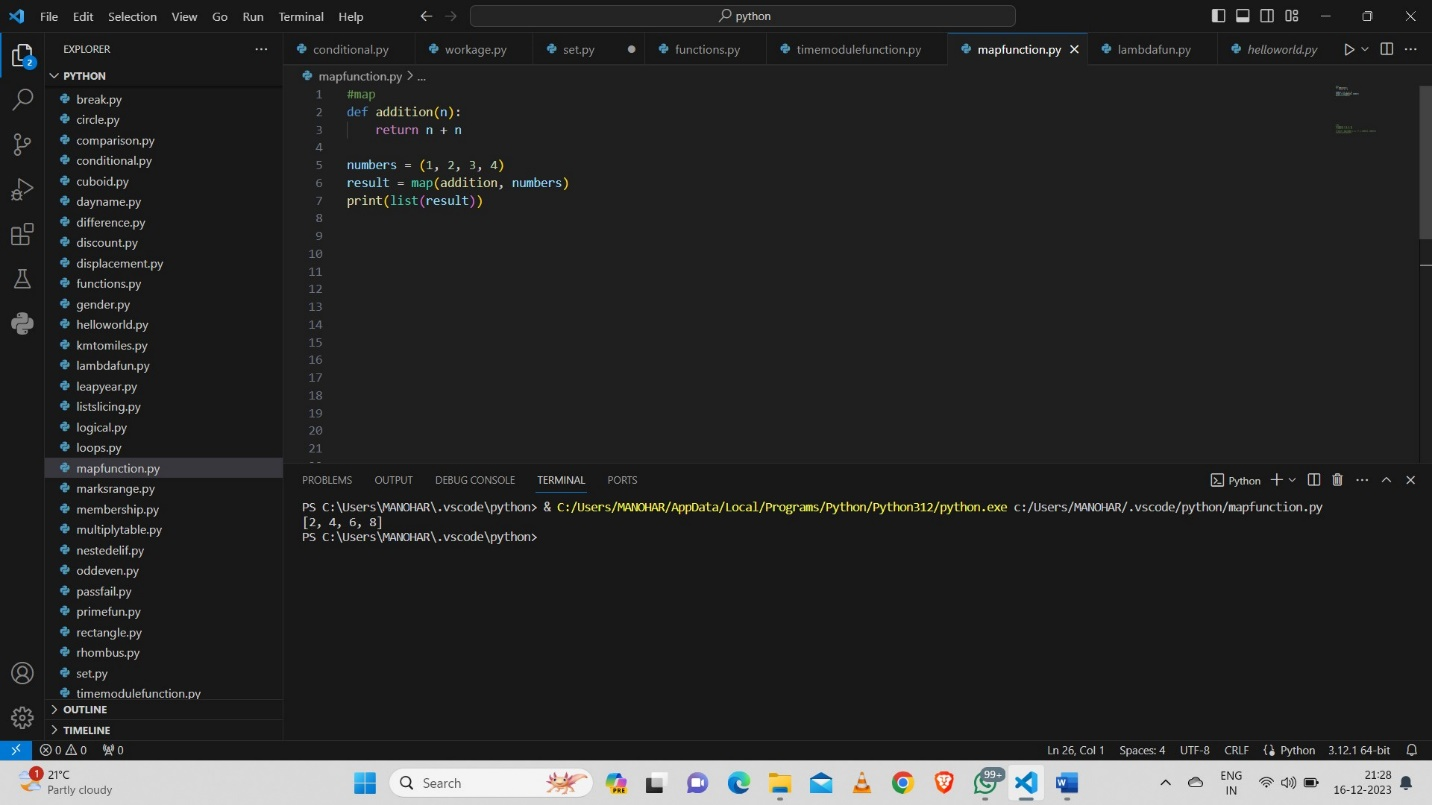 File Edit Selection View Go Run Terminal Help
python
EXPLORER
conditional.py
workage.py
set.py
functions.py
timemodulefunction.py
mapfunction.py
lambdafun.py
helloworld.py
PYTHON
break.py
circle.py
comparison.py
conditional.py
cuboid.py
dayname.py
difference.py
discount.py
displacement.py
functions.py
gender.py
helloworld.py
kmtomiles.py
lambdafun.py
leapyear.py
listslicing.py
logical.py
loops.py
mapfunction.py
marksrange.py
membership.py
multiplytable.py
nestedelif.py
oddeven.py
passfail.py
primefun.py
rectangle.py
rhombus.py
set.py
timemodulefunction.py
OUTLINE
TIMELINE
2
mapfunction.py > ...
1 #map
2 def addition(n):
3 return n + n
4
5 numbers = (1, 2, 3, 4)
6 result = map(addition, numbers)
7 print(list(result))
8
9
10
11
12
13
14
15
16
17
18
19
20
21
PROBLEMS OUTPUT DEBUG CONSOLE TERMINAL PORTS
Python
PS C:\Users\MANOHAR\.vscode\python> & C:/Users/MANOHAR/AppData/Local/Programs/Python/Python312/python.exe c:/Users/MANOHAR/.vscode/python/mapfunction.py
[2, 4, 6, 8]
PS C:\Users\MANOHAR\.vscode\python>
0 0 0
Ln 26, Col 1 Spaces: 4 UTF-8 CRLF Python 3.12.1 64-bit
1
21°C
Partly cloudy
Search
PRE
99+
ENG
IN
21:28
16-12-2023